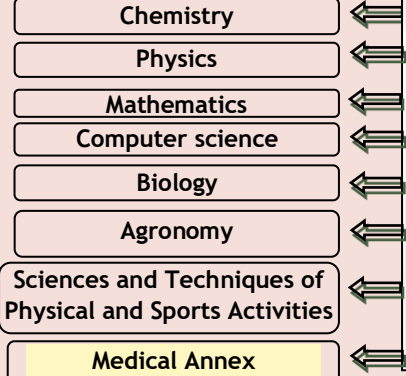 Chemistry
Physics
Mathematics
Computer science
Biology
Agronomy
Sciences and Techniques of
Physical and Sports Activities
Medical Annex